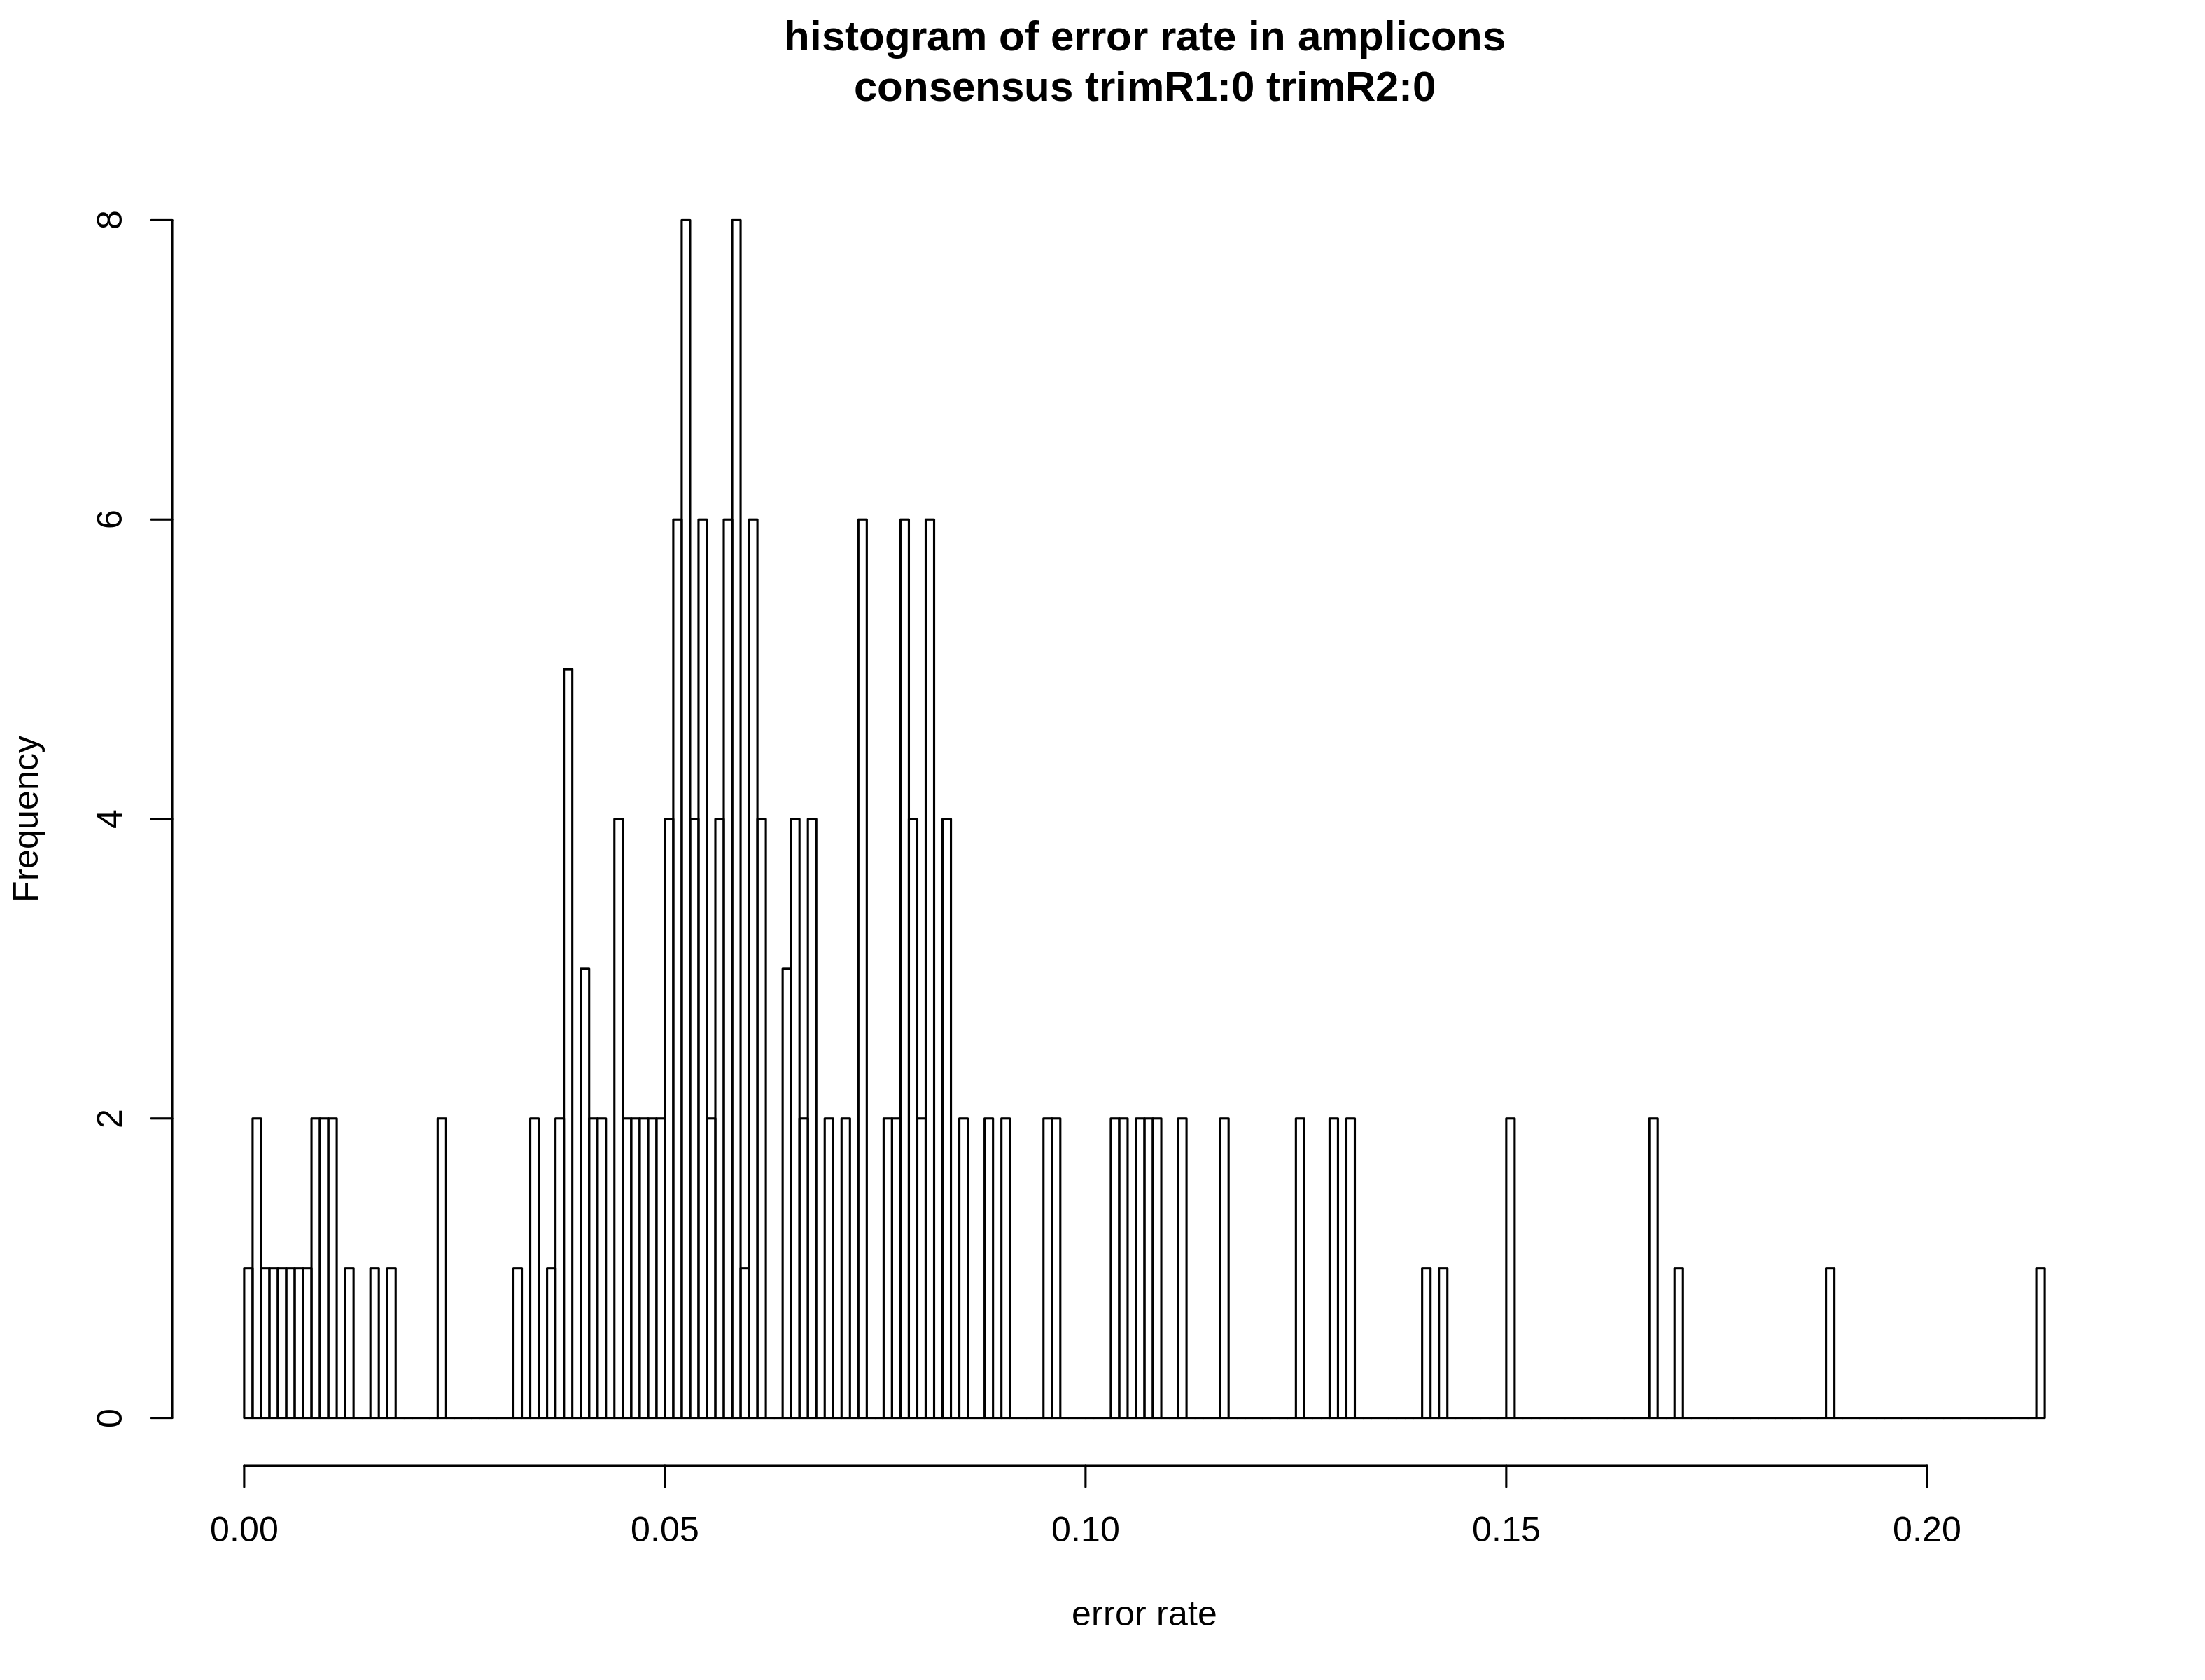 histogram of error rate in amplicons
consensus trimR1:0 trimR2:0
8
6
4
2
0
Frequency
0.00 0.05 0.10 0.15 0.20
error rate